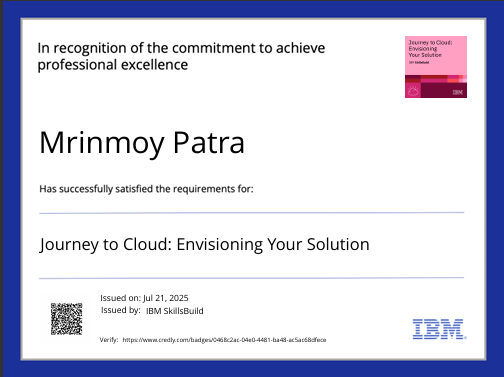 In recognition of the commitment to achieve
professional excellence
Journey to Cloud:
Envisioning
Your Solution
IBM SkillsBuild
IBM
Mrinmoy Patra
Has successfully satisfied the requirements for:
Journey to Cloud: Envisioning Your Solution
Issued on: Jul 21, 2025
Issued by: IBM SkillsBuild
Verify: https://www.credly.com/badges/0468c2ac-04e0-4481-ba48-ac5ac68dfece
IBM